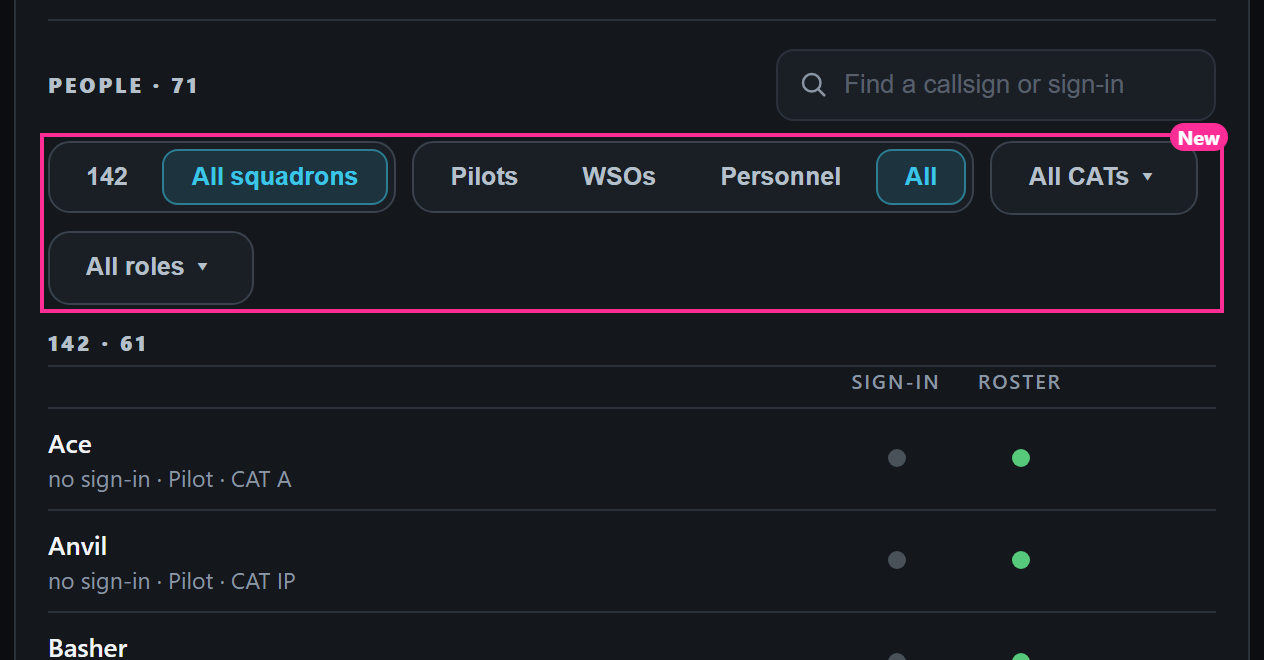 PEOPLE · 71
Find a callsign or sign-in
New
142 All squadrons Pilots WSOs Personnel All All CATs ▾
All roles ▾
142 · 61
SIGN-IN ROSTER
Ace
no sign-in · Pilot · CAT A
Anvil
no sign-in · Pilot · CAT IP
Basher